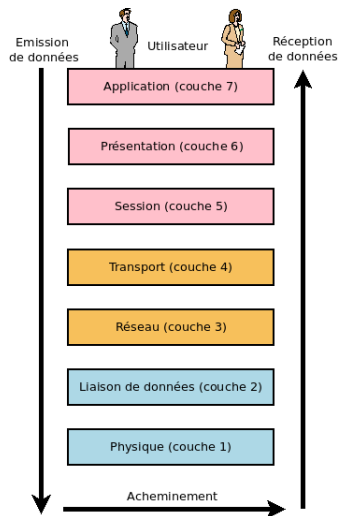 Emission
de données
Utilisateur
Réception
de données
Application (couche 7)
Présentation (couche 6)
Session (couche 5)
Transport (couche 4)
Réseau (couche 3)
Liaison de données (couche 2)
Physique (couche 1)
Acheminement